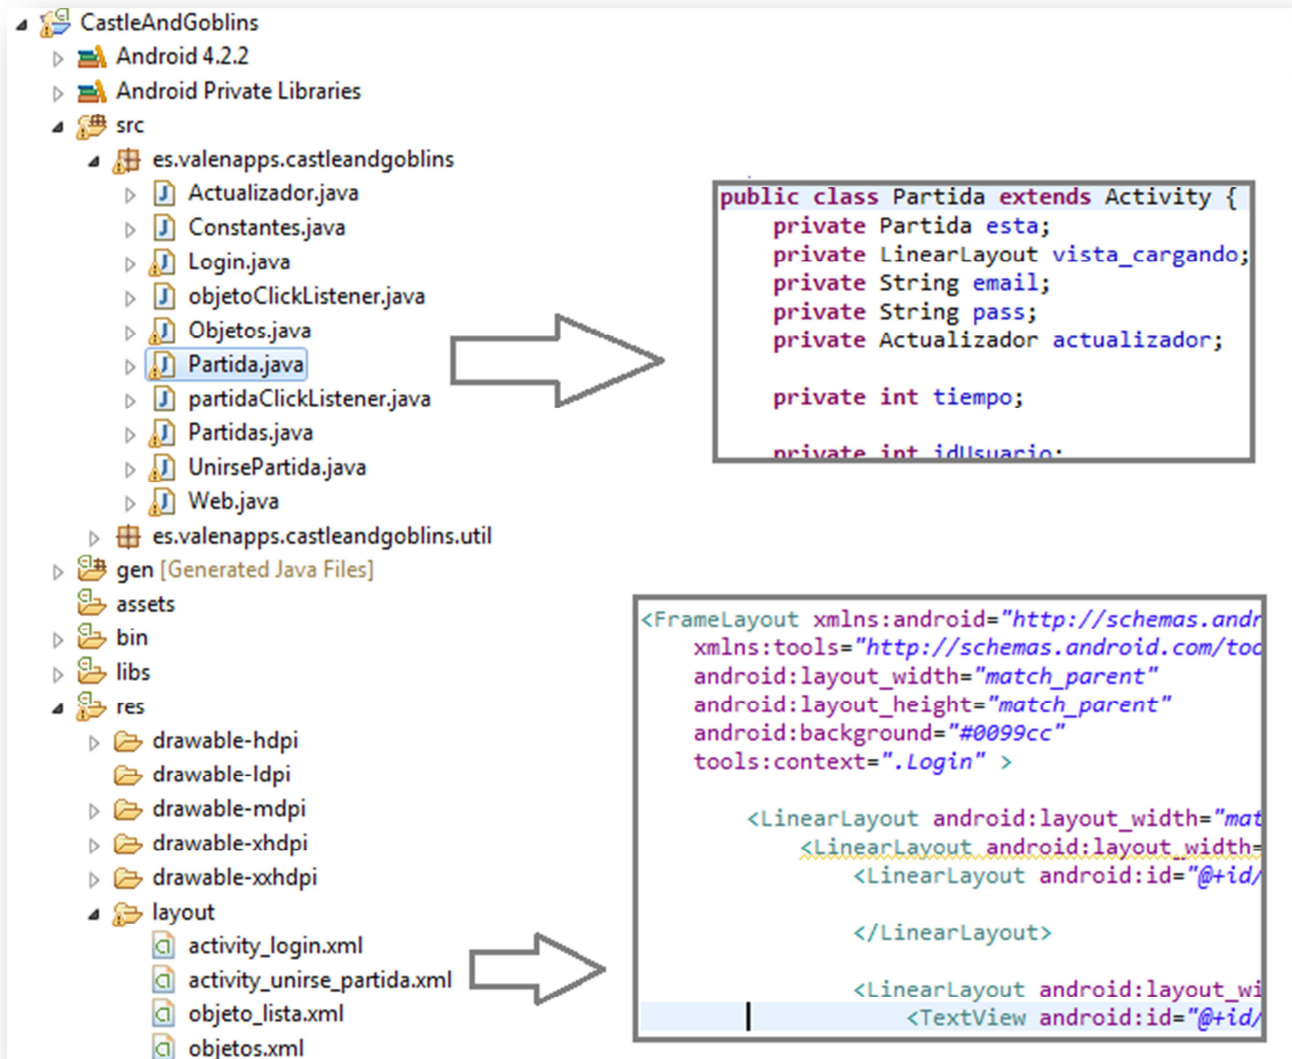 CastleAndGoblins
Android 4.2.2
Android Private Libraries
src
es.valenapps.castleandgoblins
Actualizador.java
Constantes.java
Login.java
objetoClickListener.java
Objetos.java
Partida.java
partidaClickListener.java
Partidas.java
UnirsePartida.java
Web.java
es.valenapps.castleandgoblins.util
gen [Generated Java Files]
assets
bin
libs
res
drawable-hdpi
drawable-ldpi
drawable-mdpi
drawable-xhdpi
drawable-xxhdpi
layout
activity_login.xml
activity_unirse_partida.xml
objeto_lista.xml
objetos.xml
public class Partida extends Activity {
private Partida esta;
private LinearLayout vista_cargando;
private String email;
private String pass;
private Actualizador actualizador;
private int tiempo;
private int idUsuario;
<FrameLayout xmlns:android="http://schemas.andr
xmlns:tools="http://schemas.android.com/too
android:layout_width="match_parent"
android:layout_height="match_parent"
android:background="#0099cc"
tools:context=".Login" >
<LinearLayout android:layout_width="mat
<LinearLayout android:layout_width=
<LinearLayout android:id="@+id/
</LinearLayout>
<LinearLayout android:layout_wi
<TextView android:id="@+id/